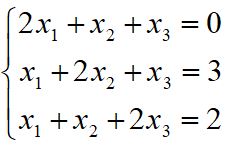 2x₁ + x₂ + x₃ = 0
x₁ + 2x₂ + x₃ = 3
x₁ + x₂ + 2x₃ = 2